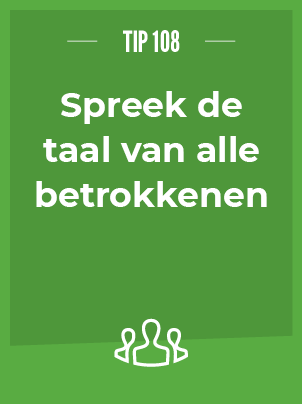 TIP 108
Spreek de
taal van alle
betrokkenen